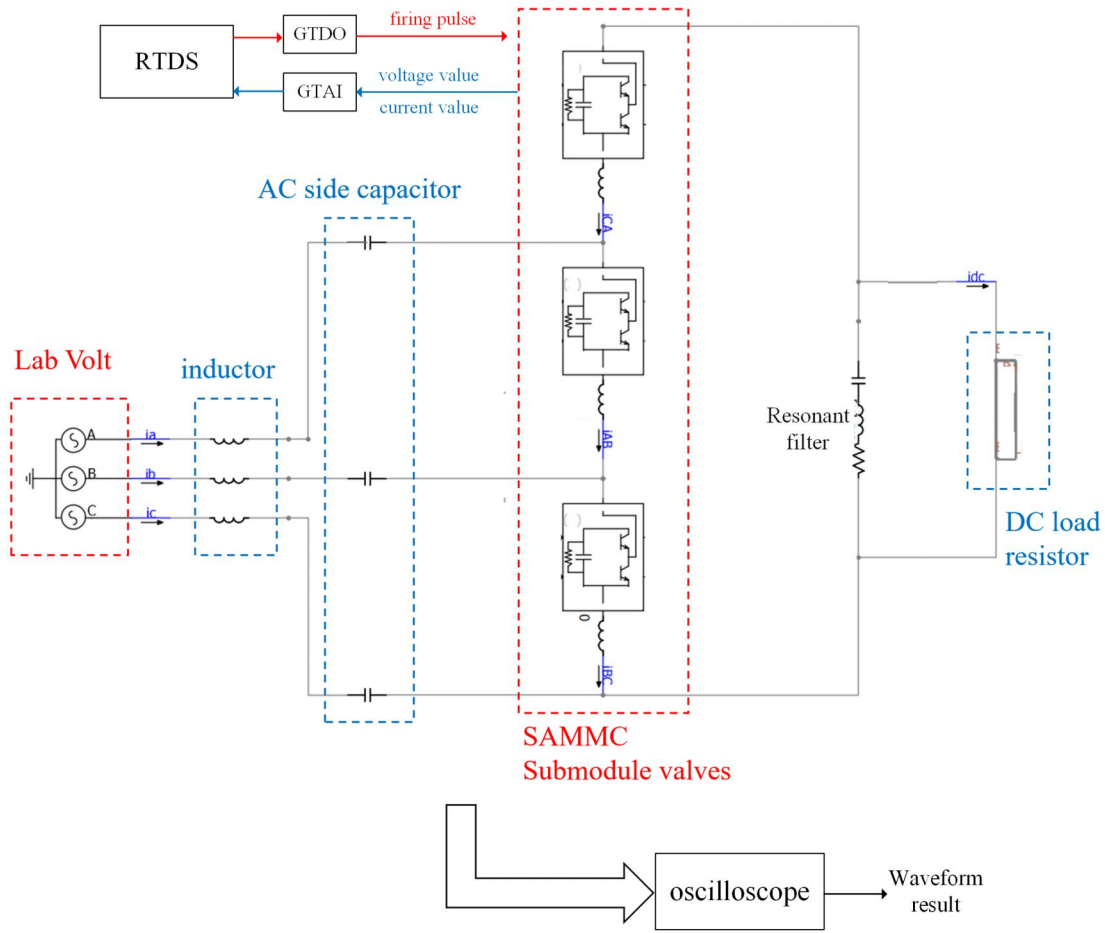 RTDS
GTDO
firing pulse
GTAI
voltage value
current value
AC side capacitor
iCA
idc
Lab Volt
inductor
Resonant
filter
A
ia
iAB
B
ib
C
ic
DC load
resistor
0
iBC
SAMMC
Submodule valves
oscilloscope
Waveform
result